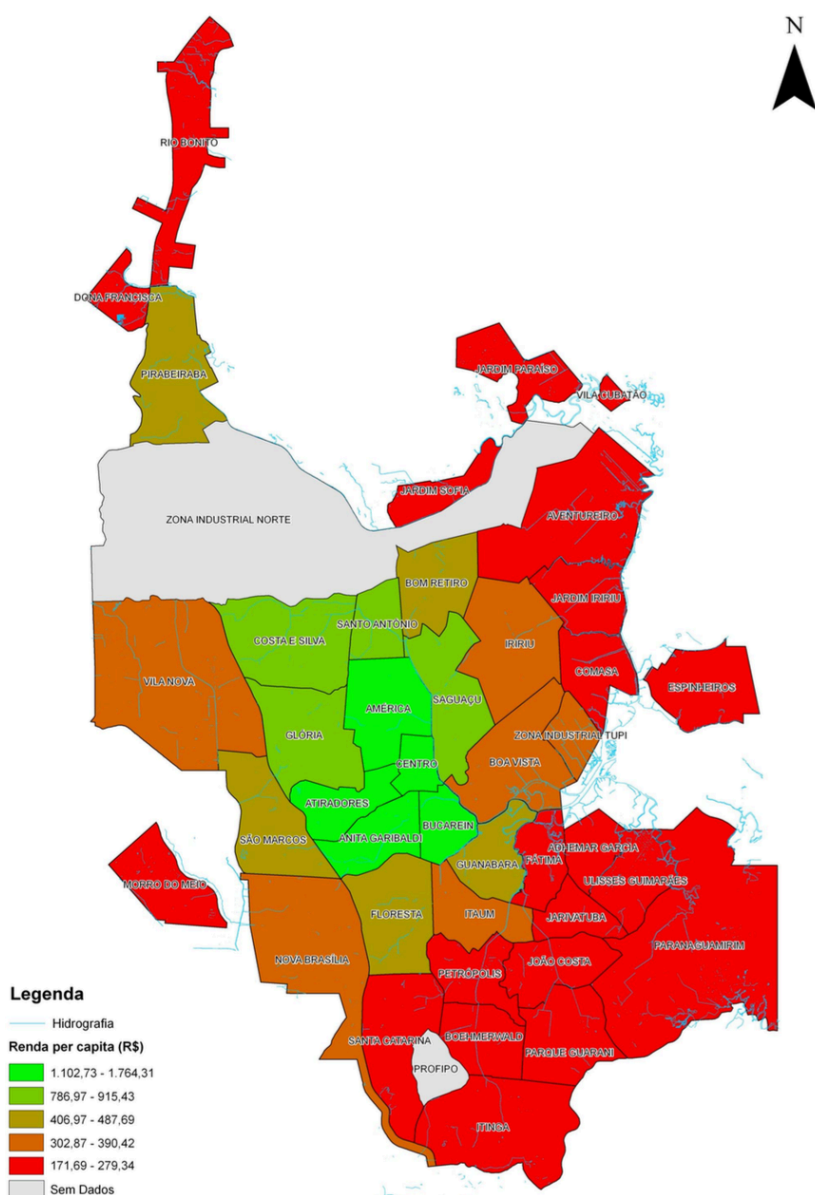 N
RIO BONITO
DONA FRANCISCA
PIRABEIRABA
JARDIM PARAÍSO
VILA CUBATÃO
JARDIM SOFIA
ZONA INDUSTRIAL NORTE
AVENTUREIRO
BOM RETIRO
JARDIM IRIRIU
SANTO ANTÔNIO
COSTA E SILVA
IRIRIU
COMASA
VILA NOVA
ESPINHEIROS
SAGUAÇU
AMÉRICA
GLÓRIA
ZONA INDUSTRIAL TUPI
CENTRO
BOA VISTA
ATIRADORES
BUCAREIN
ANITA GARIBALDI
SÃO MARCOS
ADHEMAR GARCIA
GUANABARA
FÁTIMA
ULISSES GUIMARÃES
MORRO DO MEIO
FLORESTA
ITAUM
JARIVATUBA
PARANAGUAMIRIM
NOVA BRASÍLIA
JOÃO COSTA
PETRÓPOLIS
BOEHMERWALD
SANTA CATARINA
PARQUE GUARANI
PROFIPO
ITINGA
Legenda
Hidrografia
Renda per capita (R$)
1.102,73 - 1.764,31
786,97 - 915,43
406,97 - 487,69
302,87 - 390,42
171,69 - 279,34
Sem Dados